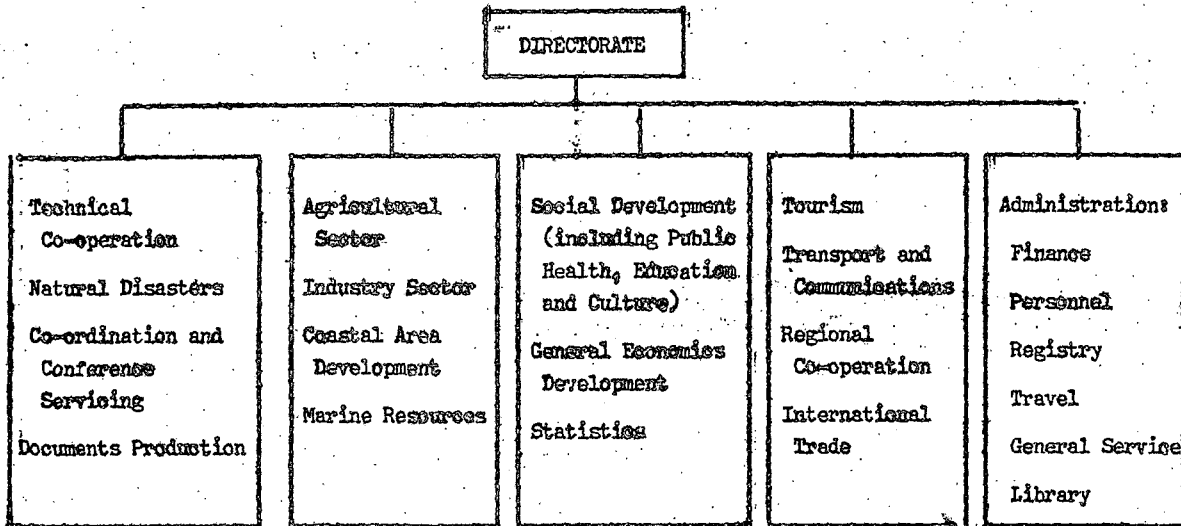 DIRECTORATE
Technical
Co-operation
Natural Disasters
Co-ordination and
Conference
Servicing
Documents Production
Agricultural
Sector
Industry Sector
Coastal Area
Development
Marine Resources
Social Development
(including Public
Health, Education
and Culture)
General Economics
Development
Statistics
Tourism
Transport and
Communications
Regional
Co-operation
International
Trade
Administration:
Finance
Personnel
Registry
Travel
General Service
Library